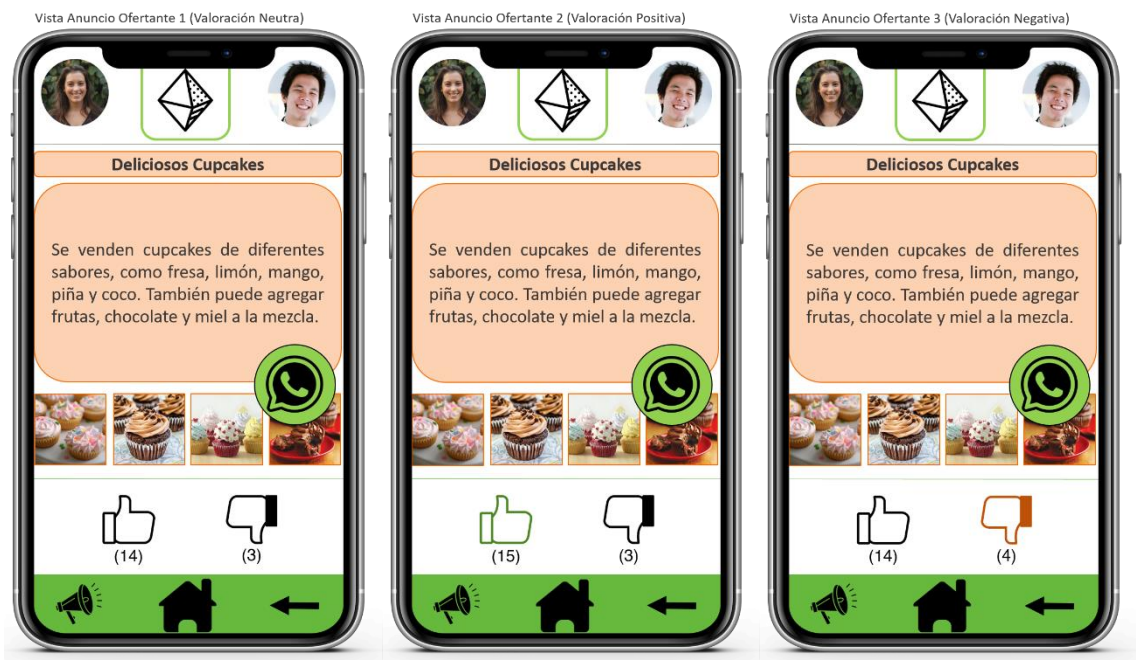 Vista Anuncio Ofertante 1 (Valoración Neutra)
Deliciosos Cupcakes
Se venden cupcakes de diferentes
sabores, como fresa, limón, mango,
piña y coco. También puede agregar
frutas, chocolate y miel a la mezcla.
(14)
(3)
Vista Anuncio Ofertante 2 (Valoración Positiva)
Deliciosos Cupcakes
Se venden cupcakes de diferentes
sabores, como fresa, limón, mango,
piña y coco. También puede agregar
frutas, chocolate y miel a la mezcla.
(15)
(3)
Vista Anuncio Ofertante 3 (Valoración Negativa)
Deliciosos Cupcakes
Se venden cupcakes de diferentes
sabores, como fresa, limón, mango,
piña y coco. También puede agregar
frutas, chocolate y miel a la mezcla.
(14)
(4)